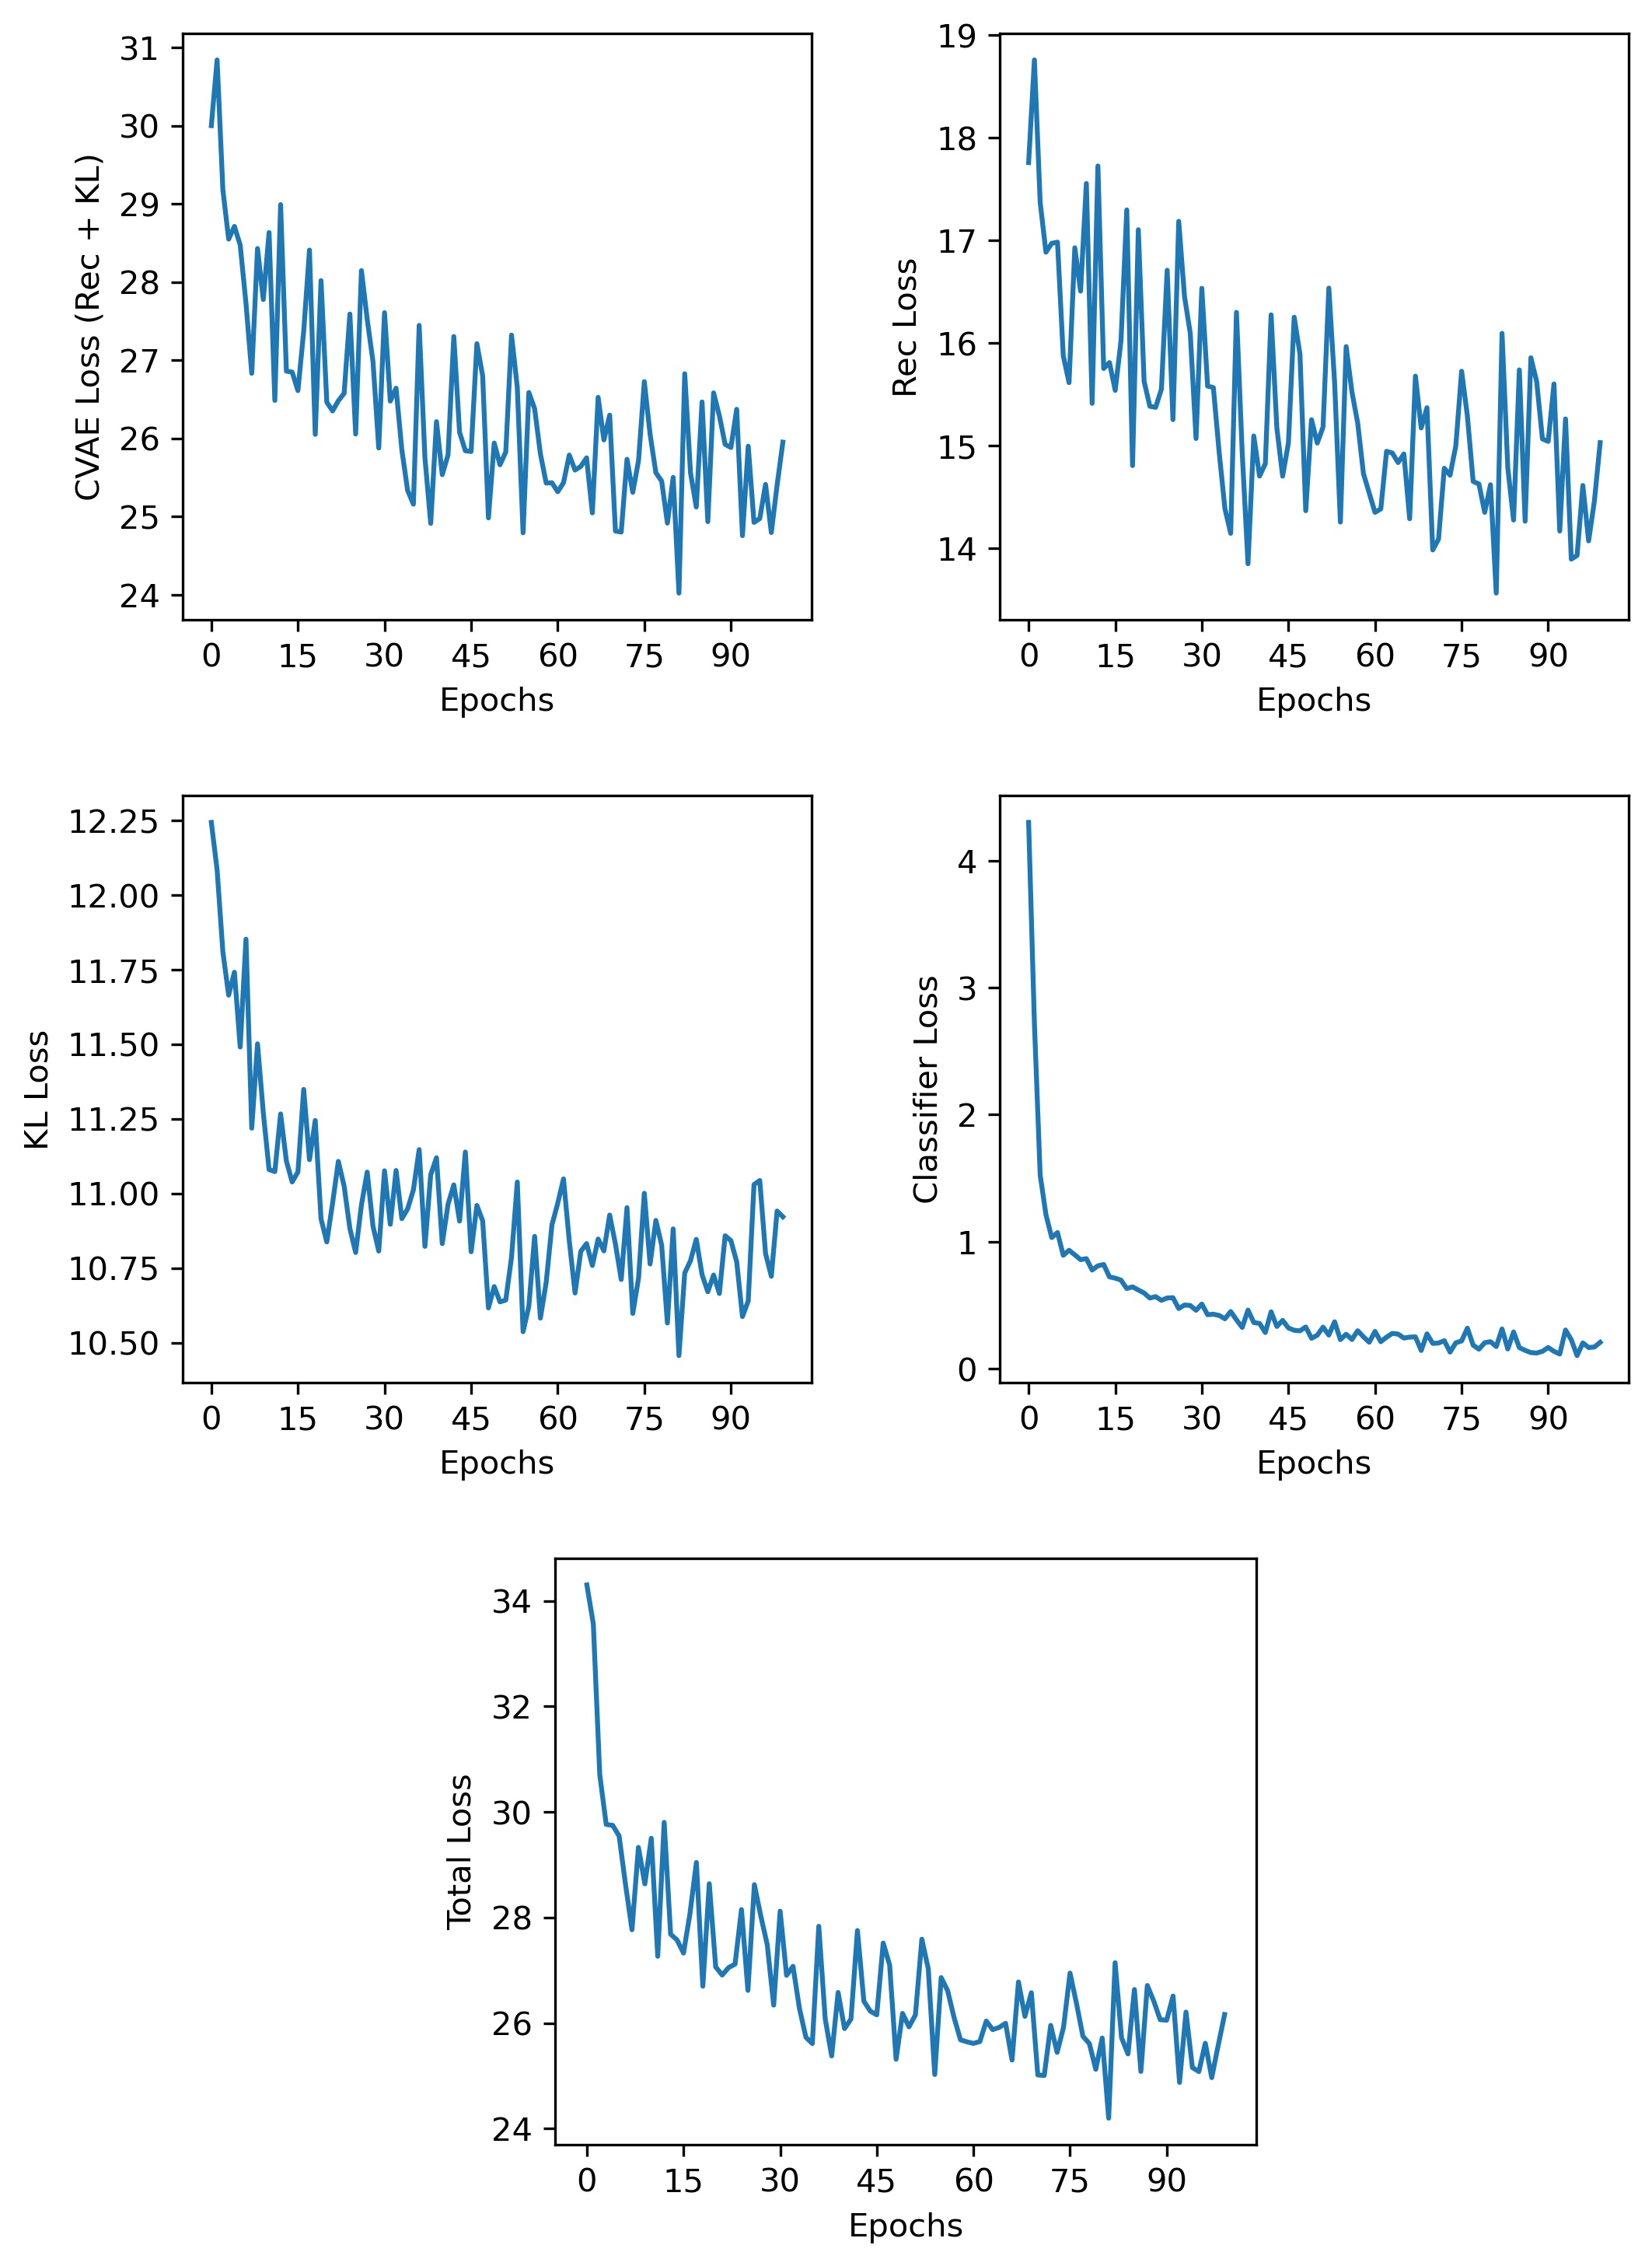 31
30
29
28
27
26
25
24
CVAE Loss (Rec + KL)
0 15 30 45 60 75 90
Epochs
19
18
17
16
15
14
Rec Loss
0 15 30 45 60 75 90
Epochs
12.25
12.00
11.75
11.50
11.25
11.00
10.75
10.50
KL Loss
0 15 30 45 60 75 90
Epochs
4
3
2
1
0
Classifier Loss
0 15 30 45 60 75 90
Epochs
34
32
30
28
26
24
Total Loss
0 15 30 45 60 75 90
Epochs